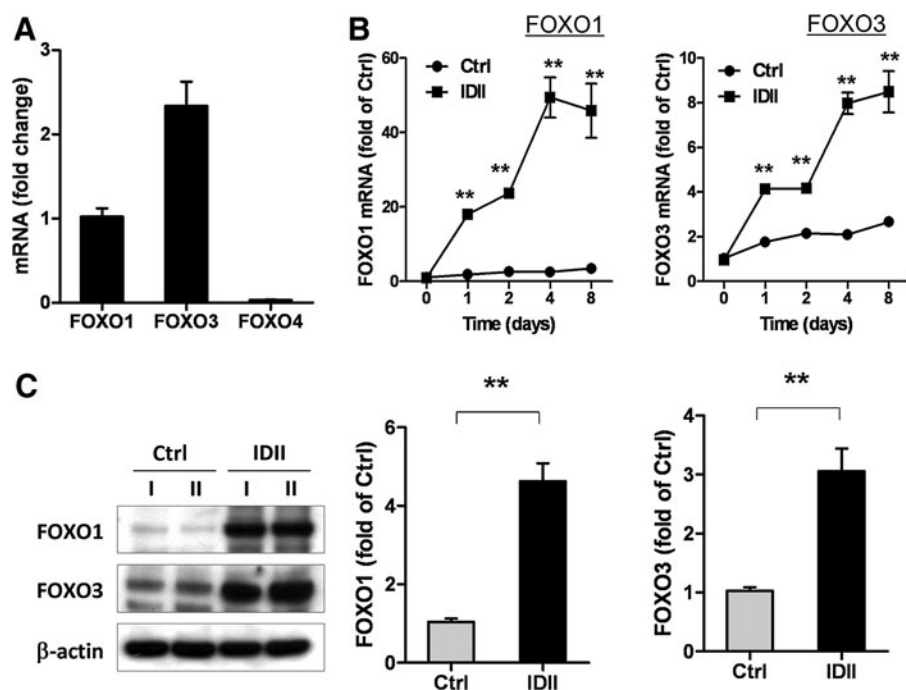 A
mRNA (fold change)
3
2
1
0
FOXO1 FOXO3 FOXO4
B
FOXO1
FOXO1 mRNA (fold of Ctrl)
60
40
20
0
Ctrl
IDII
**
**
**
**
0 1 2 4 8
Time (days)
FOXO3
FOXO3 mRNA (fold of Ctrl)
8
6
4
2
0
Ctrl
IDII
**
**
**
**
0 1 2 4 8
Time (days)
C
Ctrl IDII
I II I II
FOXO1
FOXO3
β-actin
**
FOXO1 (fold of Ctrl)
6
4
2
0
Ctrl IDII
**
FOXO3 (fold of Ctrl)
4
3
2
1
0
Ctrl IDII